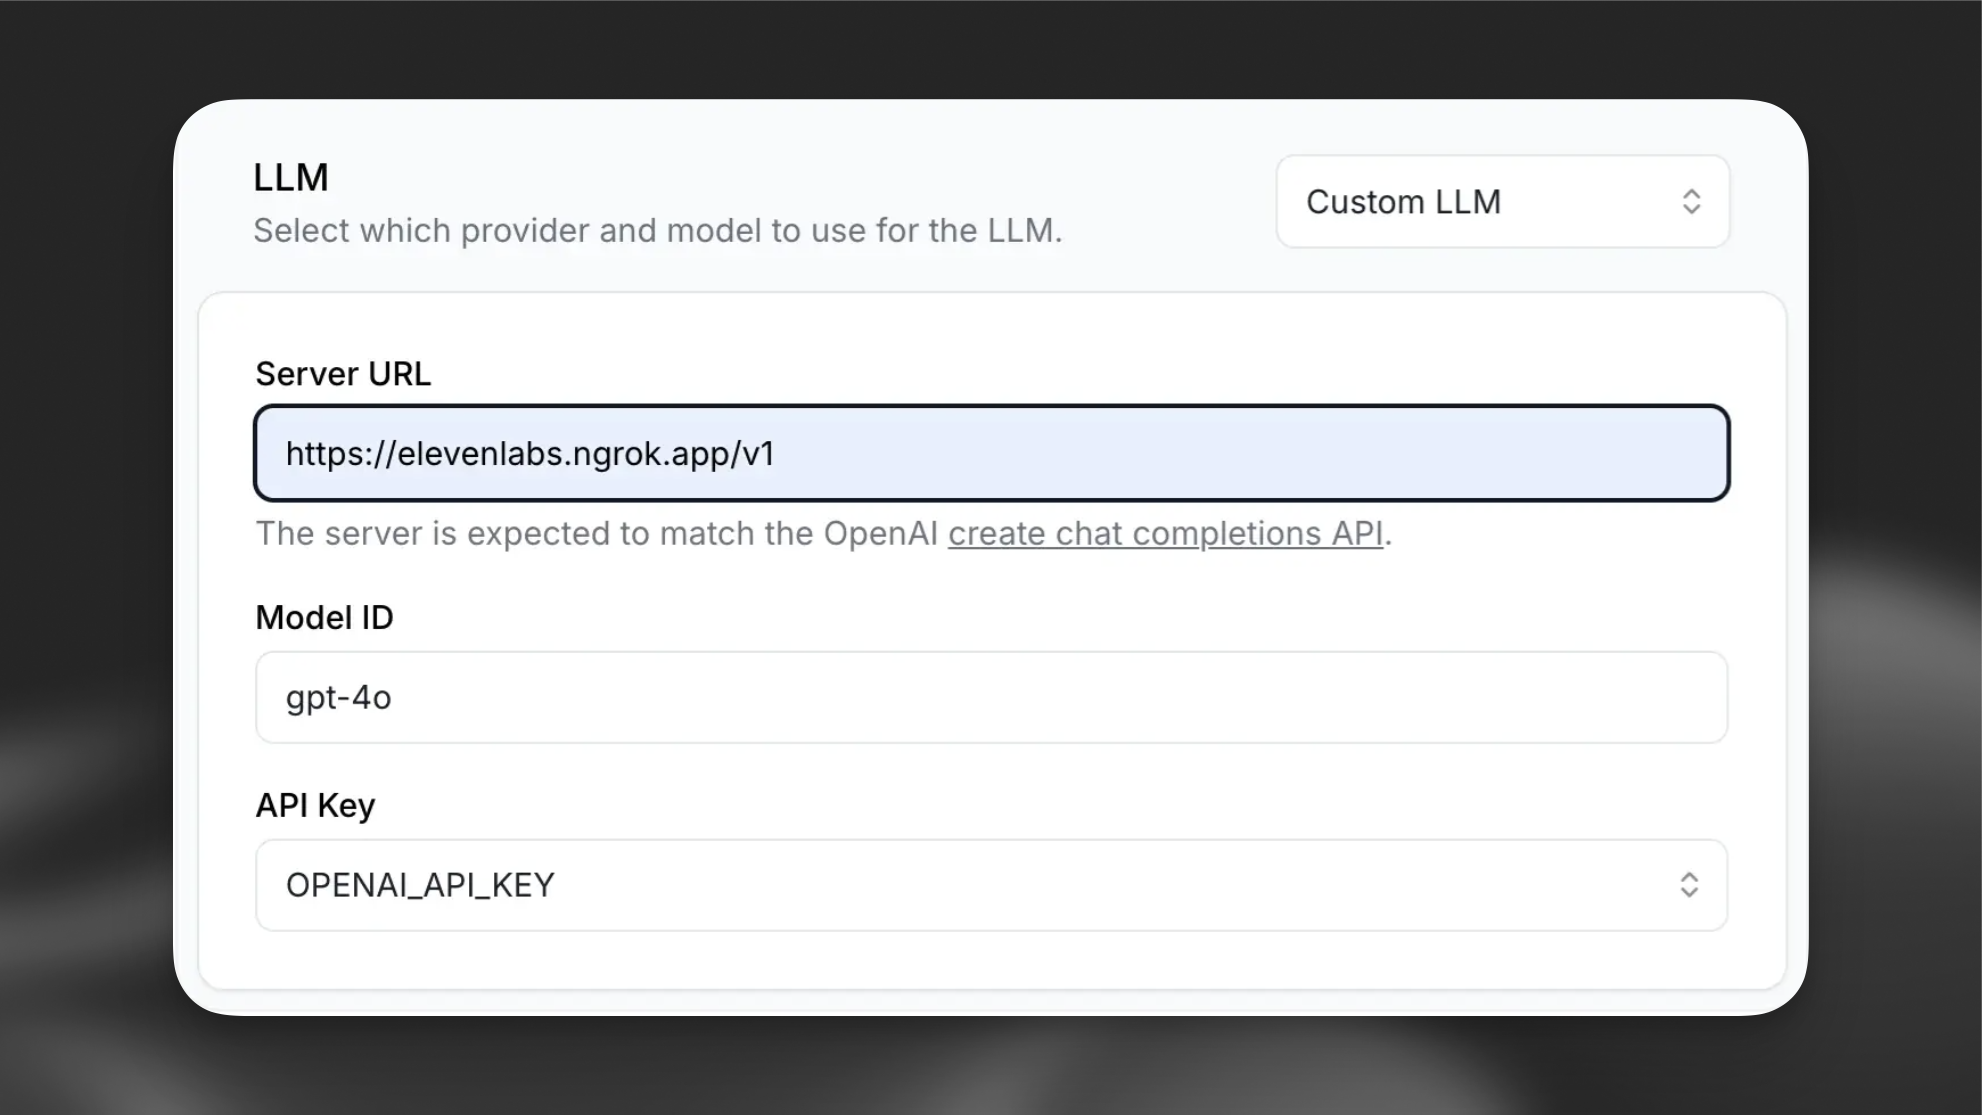 LLM
Select which provider and model to use for the LLM.
Custom LLM
Server URL
https://elevenlabs.ngrok.app/v1
The server is expected to match the OpenAI create chat completions API.
Model ID
gpt-4o
API Key
OPENAI_API_KEY